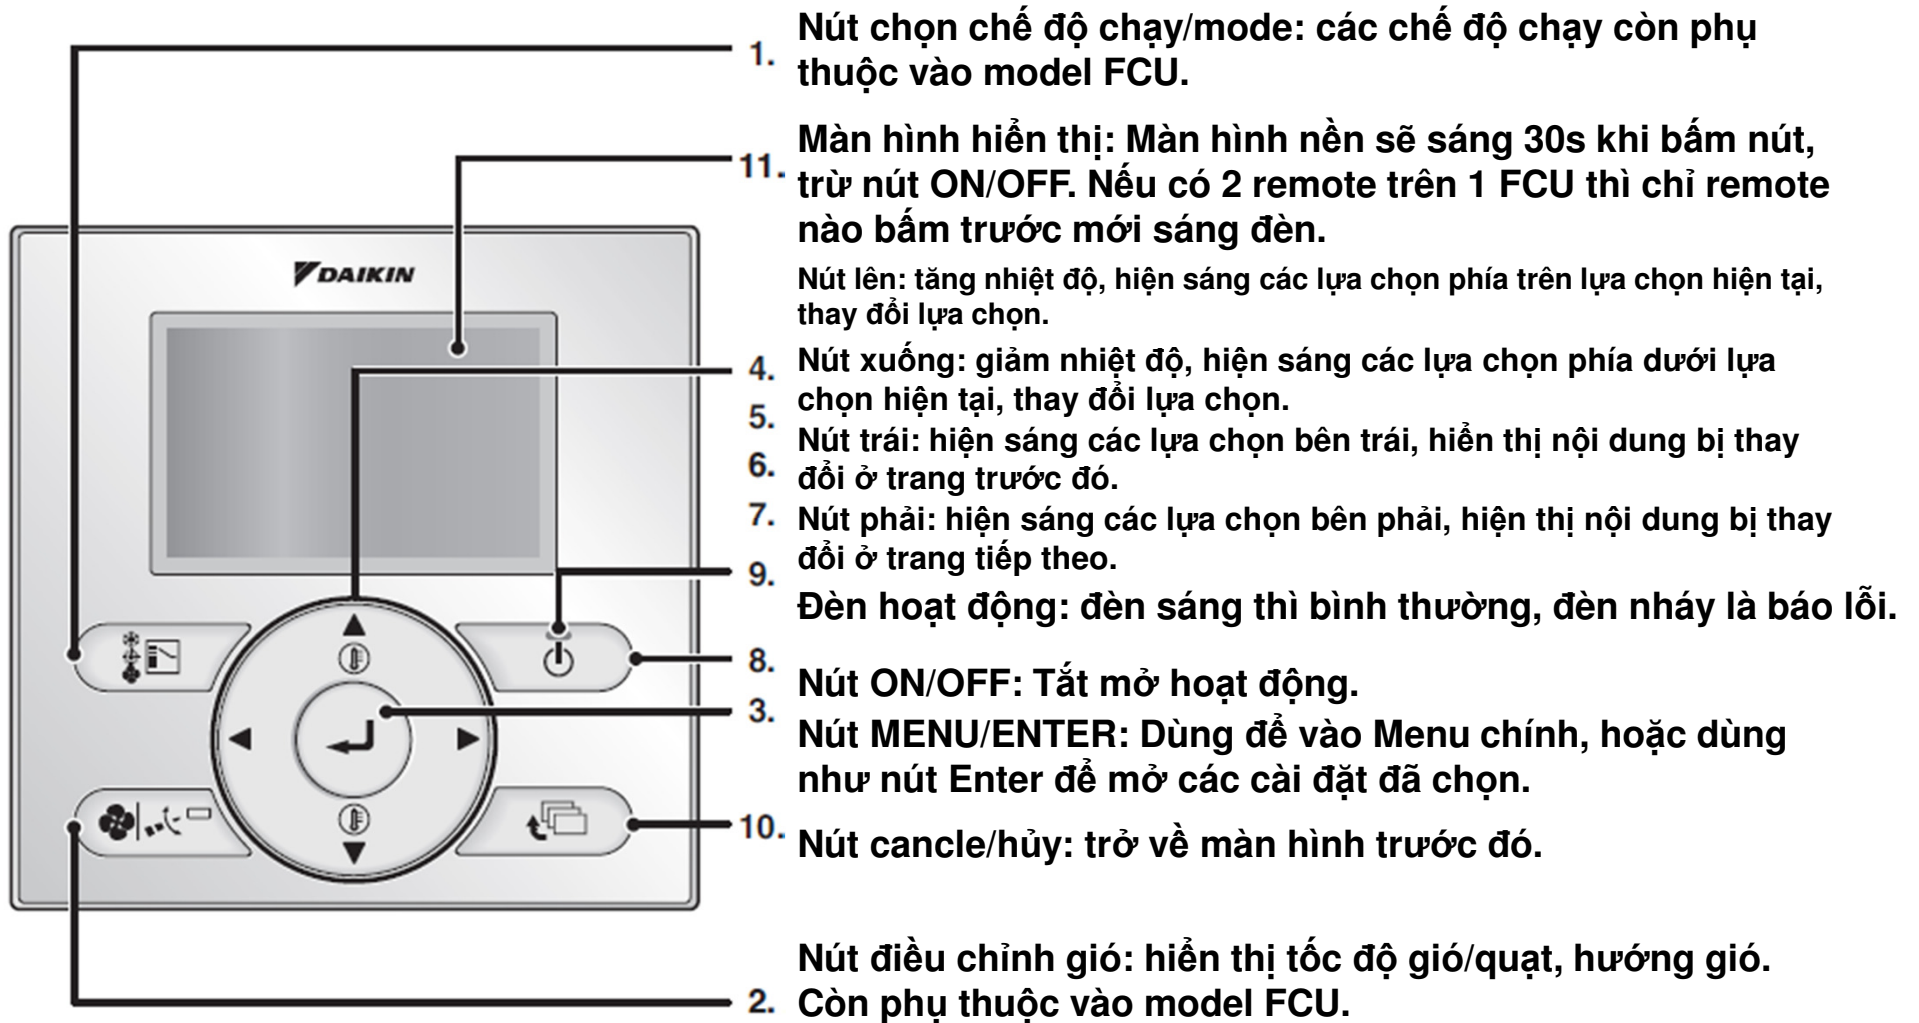 1. Nút chọn chế độ chạy/mode: các chế độ chạy còn phụ
thuộc vào model FCU.
Màn hình hiển thị: Màn hình nền sẽ sáng 30s khi bấm nút,
11. trừ nút ON/OFF. Nếu có 2 remote trên 1 FCU thì chỉ remote
nào bấm trước mới sáng đèn.
DAIKIN
Nút lên: tăng nhiệt độ, hiện sáng các lựa chọn phía trên lựa chọn hiện tại,
thay đổi lựa chọn.
4. Nút xuống: giảm nhiệt độ, hiện sáng các lựa chọn phía dưới lựa
chọn hiện tại, thay đổi lựa chọn.
5.
Nút trái: hiện sáng các lựa chọn bên trái, hiển thị nội dung bị thay
6. đổi ở trang trước đó.
7. Nút phải: hiện sáng các lựa chọn bên phải, hiện thị nội dung bị thay
đổi ở trang tiếp theo.
9.
Đèn hoạt động: đèn sáng thì bình thường, đèn nháy là báo lỗi.
8.
Nút ON/OFF: Tắt mở hoạt động.
3.
Nút MENU/ENTER: Dùng để vào Menu chính, hoặc dùng
như nút Enter để mở các cài đặt đã chọn.
10. Nút cancle/hủy: trở về màn hình trước đó.
Nút điều chỉnh gió: hiển thị tốc độ gió/quạt, hướng gió.
2. Còn phụ thuộc vào model FCU.